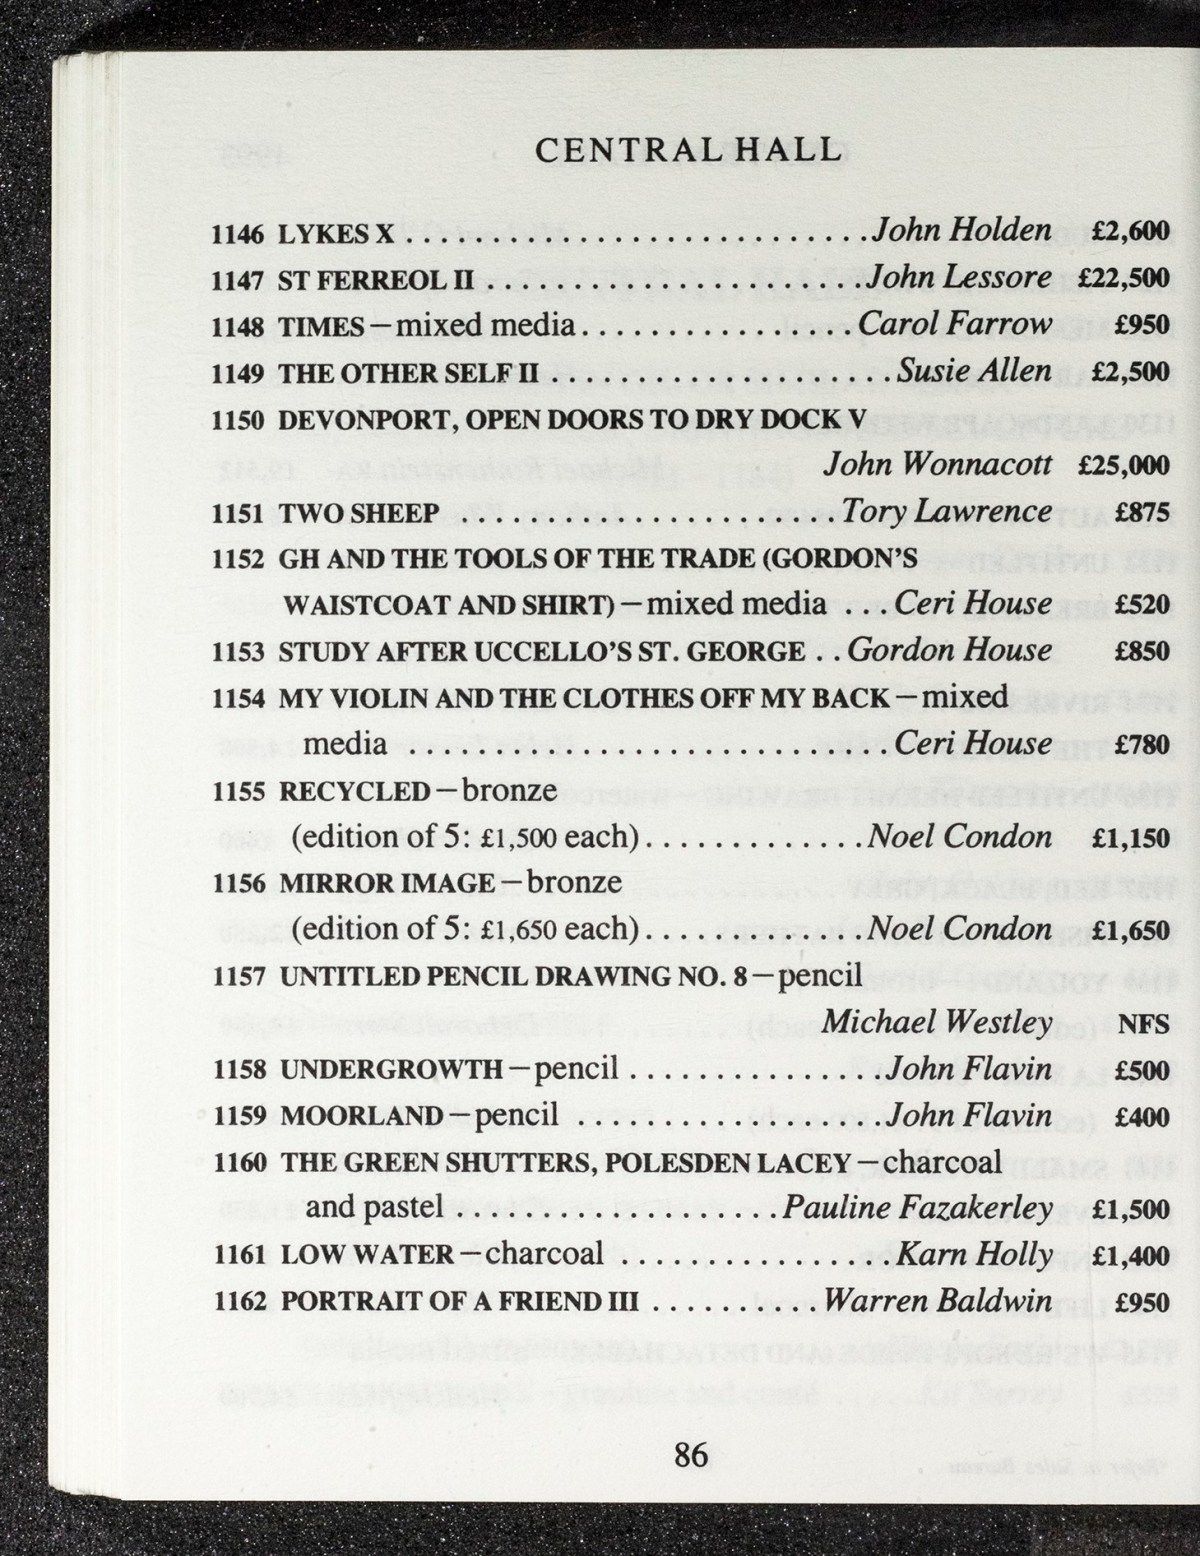 CENTRAL HALL
1146 LYKES X . . . . . . . . . . . . . . . . . . . . . . . . . . . . John Holden £2,600
1147 ST FERREOL II . . . . . . . . . . . . . . . . . . . . . . . John Lessore £22,500
1148 TIMES—mixed media . . . . . . . . . . . . . . Carol Farrow £950
1149 THE OTHER SELF II . . . . . . . . . . . . . . . . . . . . Susie Allen £2,500
1150 DEVONPORT, OPEN DOORS TO DRY DOCK V
John Wonnacott £25,000
1151 TWO SHEEP . . . . . . . . . . . . . . . . . . . . . . . Tory Lawrence £875
1152 GH AND THE TOOLS OF THE TRADE (GORDON'S
WAISTCOAT AND SHIRT)—mixed media . . . Ceri House £520
1153 STUDY AFTER UCCELLO'S ST. GEORGE . . Gordon House £850
1154 MY VIOLIN AND THE CLOTHES OFF MY BACK—mixed
media . . . . . . . . . . . . . . . . . . . . . . . . . . . . . Ceri House £780
1155 RECYCLED—bronze
(edition of 5: £1,500 each) . . . . . . . . . . . . . Noel Condon £1,150
1156 MIRROR IMAGE—bronze
(edition of 5: £1,650 each) . . . . . . . . . . . . . Noel Condon £1,650
1157 UNTITLED PENCIL DRAWING NO. 8—pencil
Michael Westley NFS
1158 UNDERGROWTH—pencil . . . . . . . . . . . . . . . John Flavin £500
1159 MOORLAND—pencil . . . . . . . . . . . . . . . . . . John Flavin £400
1160 THE GREEN SHUTTERS, POLESDEN LACEY—charcoal
and pastel . . . . . . . . . . . . . . . . . . . Pauline Fazakerley £1,500
1161 LOW WATER—charcoal . . . . . . . . . . . . . . . . Karn Holly £1,400
1162 PORTRAIT OF A FRIEND III . . . . . . . . . . Warren Baldwin £950
86